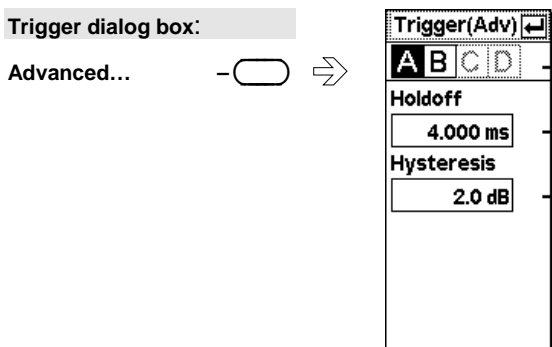 Trigger dialog box:
Advanced…
Trigger(Adv)
A B C D
Holdoff
4.000 ms
Hysteresis
2.0 dB